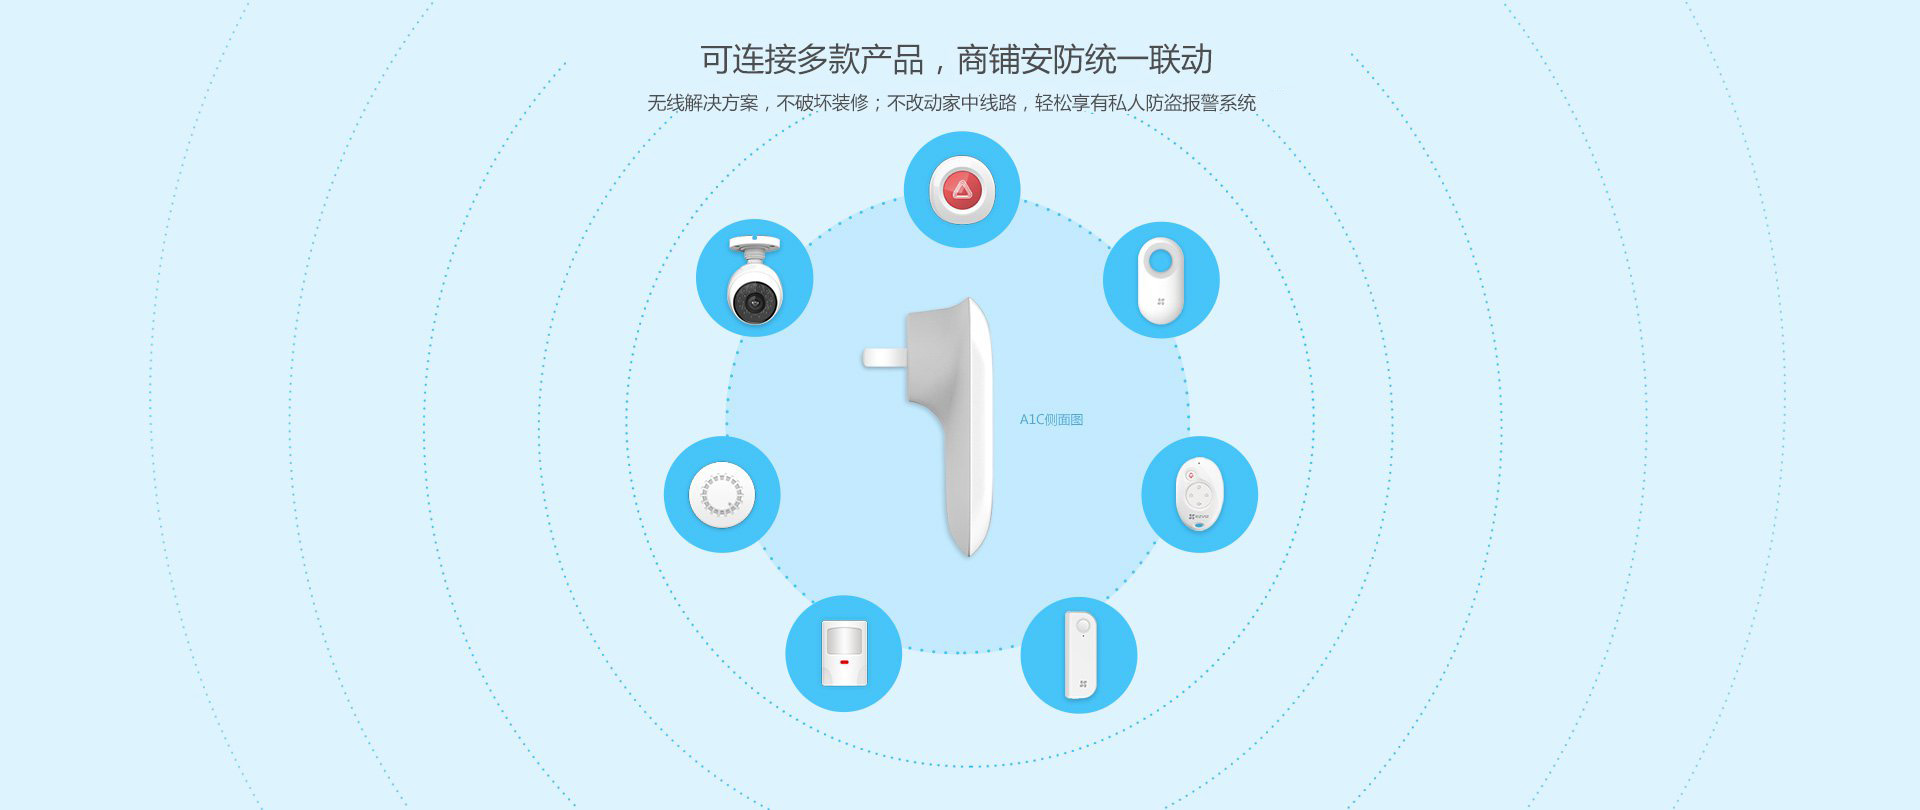 可连接多款产品，商铺安防统一联动
无线解决方案，不破坏装修；不改动家中线路，轻松享有私人防盗报警系统
A1C侧面图